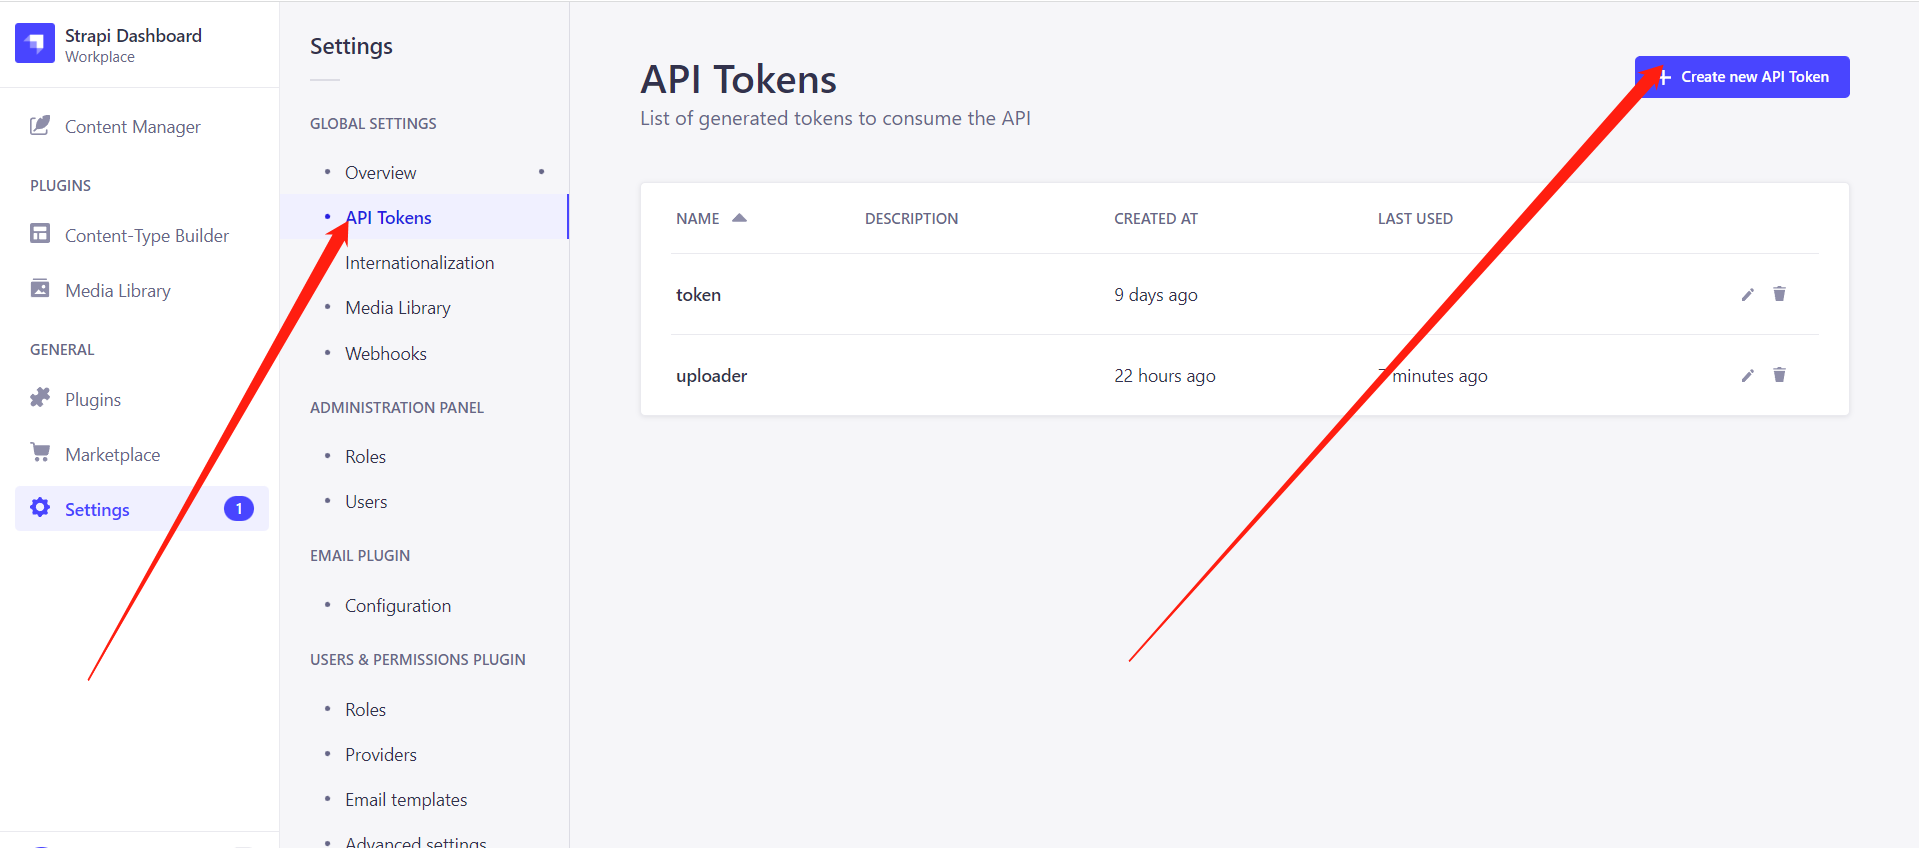 Strapi Dashboard
Workplace
Content Manager
PLUGINS
Content-Type Builder
Media Library
GENERAL
Plugins
Marketplace
Settings 1
Settings
GLOBAL SETTINGS
Overview
API Tokens
Internationalization
Media Library
Webhooks
ADMINISTRATION PANEL
Roles
Users
EMAIL PLUGIN
Configuration
USERS & PERMISSIONS PLUGIN
Roles
Providers
Email templates
Advanced settings
API Tokens
List of generated tokens to consume the API
Create new API Token
NAME DESCRIPTION CREATED AT LAST USED
token 9 days ago
uploader 22 hours ago 7 minutes ago